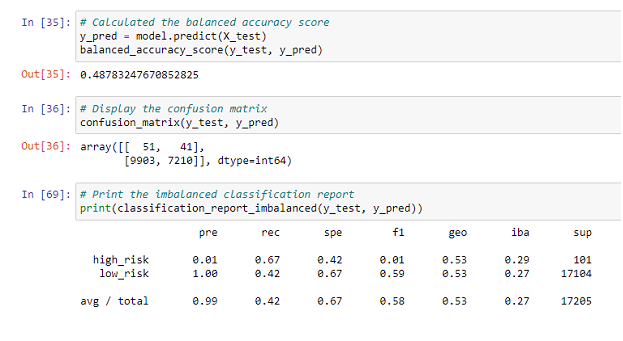 In [35]: # Calculated the balanced accuracy score
y_pred = model.predict(X_test)
balanced_accuracy_score(y_test, y_pred)
Out[35]: 0.48783247670852825
In [36]: # Display the confusion matrix
confusion_matrix(y_test, y_pred)
Out[36]: array([[  51,   41],
[9903, 7210]], dtype=int64)
In [69]: # Print the imbalanced classification report
print(classification_report_imbalanced(y_test, y_pred))
pre rec spe f1 geo iba sup
high_risk 0.01 0.67 0.42 0.01 0.53 0.29 101
low_risk 1.00 0.42 0.67 0.59 0.53 0.27 17104
avg / total 0.99 0.42 0.67 0.58 0.53 0.27 17205